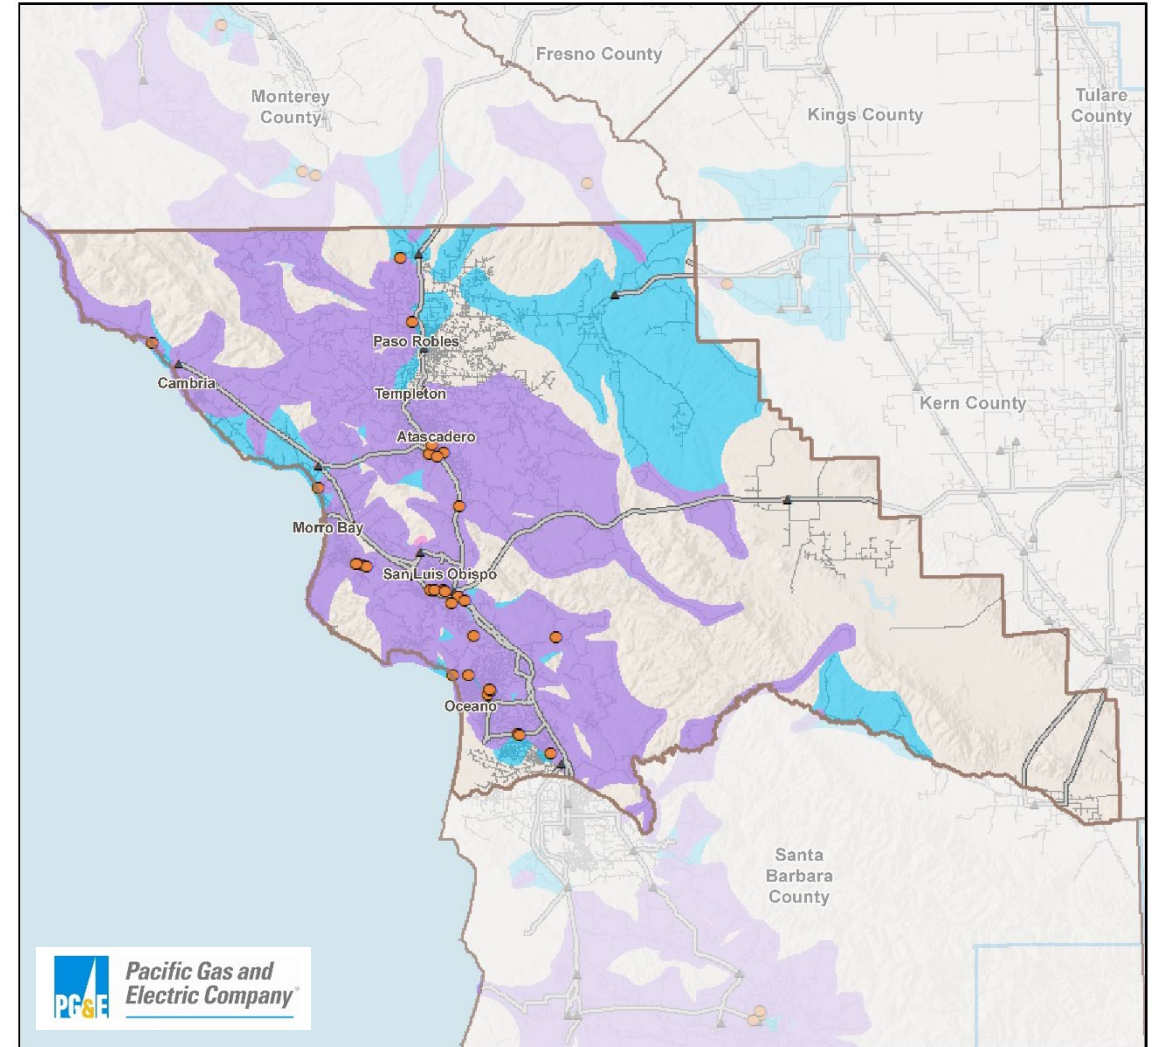 Fresno County
Monterey
County
Kings County
Tulare
County
Paso Robles
Cambria
Templeton
Kern County
Atascadero
Morro Bay
San Luis Obispo
Oceano
Santa
Barbara
County
PG&E
Pacific Gas and
Electric Company®